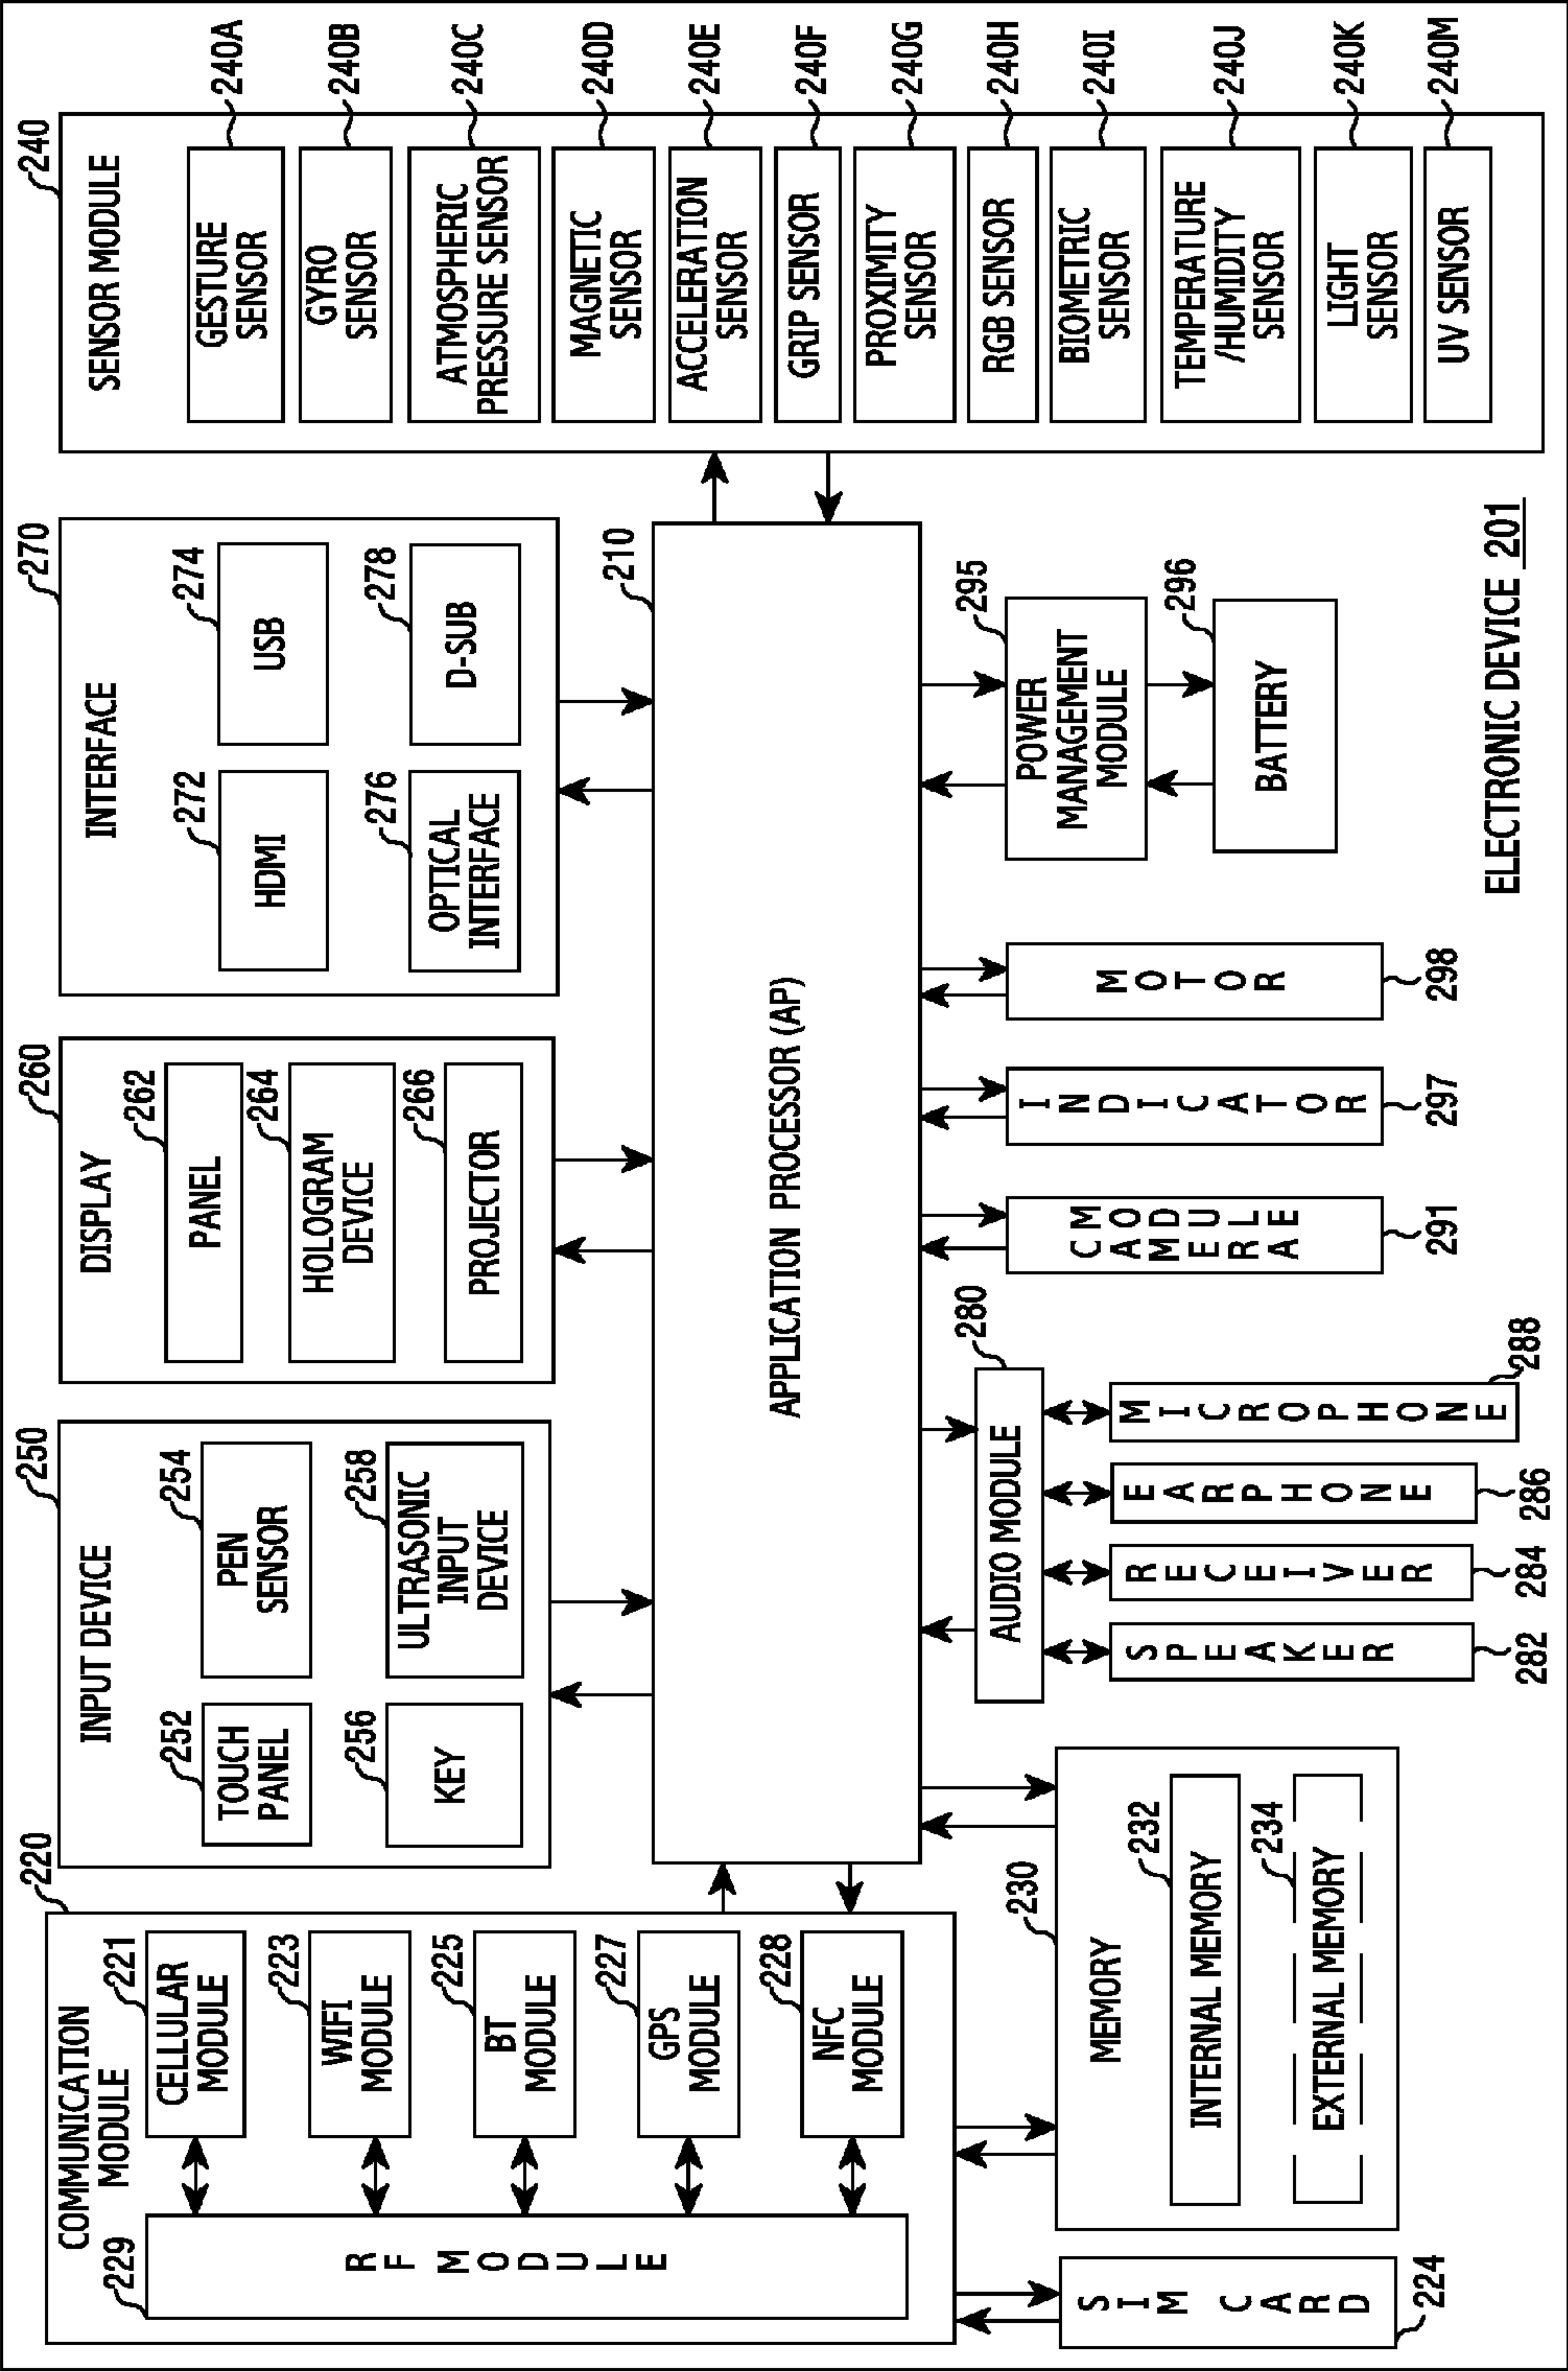 COMMUNICATION
MODULE
220
229
RF MODULE
221
CELLULAR
MODULE
223
WIFI
MODULE
225
BT
MODULE
227
GPS
MODULE
228
NFC
MODULE
SIM CARD
224
250
INPUT DEVICE
252
TOUCH
PANEL
254
PEN
SENSOR
256
KEY
258
ULTRASONIC
INPUT
DEVICE
260
DISPLAY
262
PANEL
264
HOLOGRAM
DEVICE
266
PROJECTOR
270
INTERFACE
272
HDMI
274
USB
276
OPTICAL
INTERFACE
278
D-SUB
240
SENSOR MODULE
GESTURE
SENSOR
240A
GYRO
SENSOR
240B
ATMOSPHERIC
PRESSURE SENSOR
240C
MAGNETIC
SENSOR
240D
ACCELERATION
SENSOR
240E
GRIP SENSOR
240F
PROXIMITY
SENSOR
240G
RGB SENSOR
240H
BIOMETRIC
SENSOR
240I
TEMPERATURE
/HUMIDITY
SENSOR
240J
LIGHT
SENSOR
240K
UV SENSOR
240M
210
APPLICATION PROCESSOR (AP)
230
MEMORY
232
INTERNAL MEMORY
234
EXTERNAL MEMORY
280
AUDIO MODULE
SPEAKER
282
RECEIVER
284
EARPHONE
286
MICROPHONE
288
CAMERA
MODULE
291
INDICATOR
297
MOTOR
298
295
POWER
MANAGEMENT
MODULE
296
BATTERY
ELECTRONIC DEVICE 201